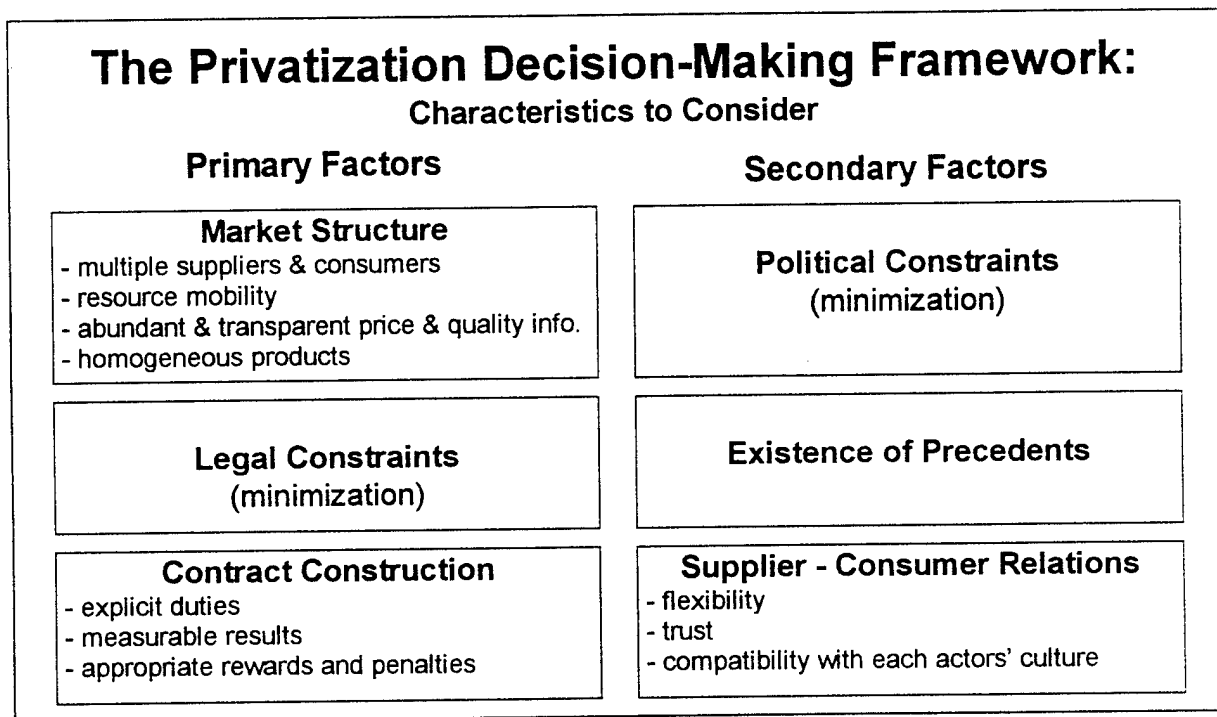 The Privatization Decision-Making Framework:
Characteristics to Consider
Primary Factors
Market Structure
- multiple suppliers & consumers
- resource mobility
- abundant & transparent price & quality info.
- homogeneous products
Legal Constraints
(minimization)
Contract Construction
- explicit duties
- measurable results
- appropriate rewards and penalties
Secondary Factors
Political Constraints
(minimization)
Existence of Precedents
Supplier - Consumer Relations
- flexibility
- trust
- compatibility with each actors' culture